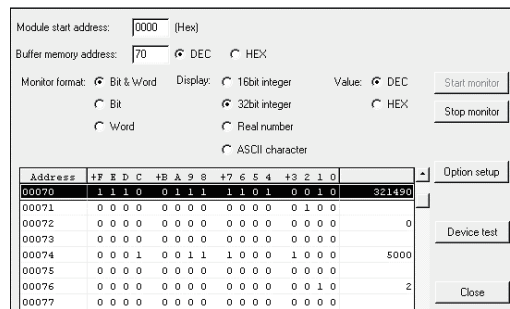 Module start address: 0000 (Hex)
Buffer memory address: 70 DEC HEX
Monitor format: Bit & Word Display: 16bit integer Value: DEC Start monitor
Bit 32bit integer HEX Stop monitor
Word Real number
ASCII character
Address +F E D C +B A 9 8 +7 6 5 4 +3 2 1 0 Option setup
00070 1 1 1 0 0 1 1 1 1 1 0 1 0 0 1 0 321490
00071 0 0 0 0 0 0 0 0 0 0 0 0 0 1 0 0
00072 0 0 0 0 0 0 0 0 0 0 0 0 0 0 0 0 0
00073 0 0 0 0 0 0 0 0 0 0 0 0 0 0 0 0 Device test
00074 0 0 0 1 0 0 1 1 1 0 0 0 1 0 0 0 5000
00075 0 0 0 0 0 0 0 0 0 0 0 0 0 0 0 0
00076 0 0 0 0 0 0 0 0 0 0 0 0 0 0 1 0 2 Close
00077 0 0 0 0 0 0 0 0 0 0 0 0 0 0 0 0